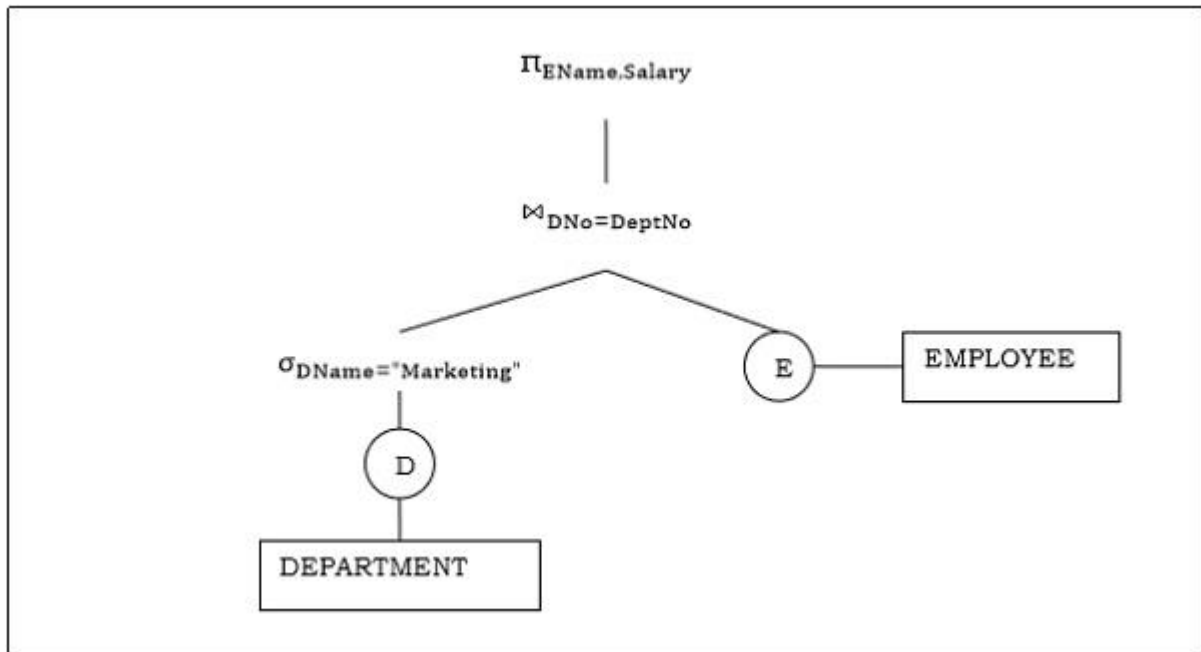 πEName.Salary
⋈DNo=DeptNo
σDName="Marketing"
E
EMPLOYEE
D
DEPARTMENT